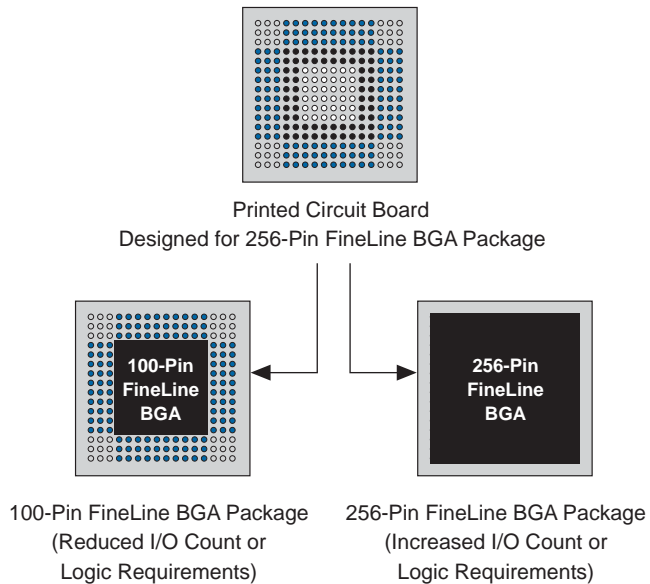 Printed Circuit Board
Designed for 256-Pin FineLine BGA Package
100-Pin
FineLine
BGA
256-Pin
FineLine
BGA
100-Pin FineLine BGA Package
(Reduced I/O Count or
Logic Requirements)
256-Pin FineLine BGA Package
(Increased I/O Count or
Logic Requirements)